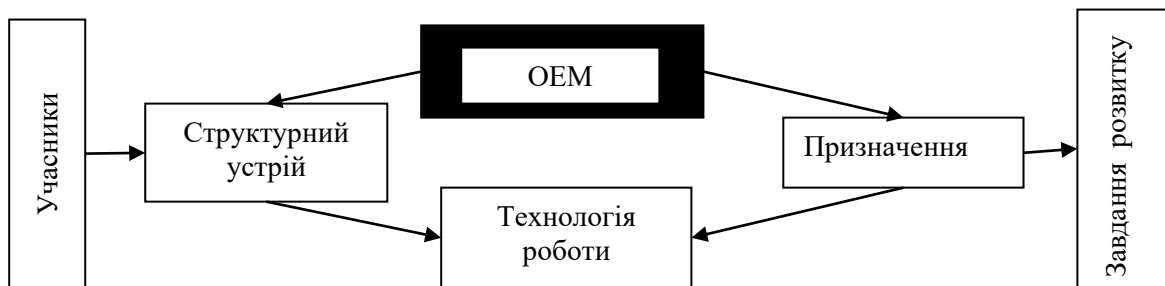 Учасники
ОЕМ
Структурний
устрій
Призначення
Технологія
роботи
Завдання розвитку